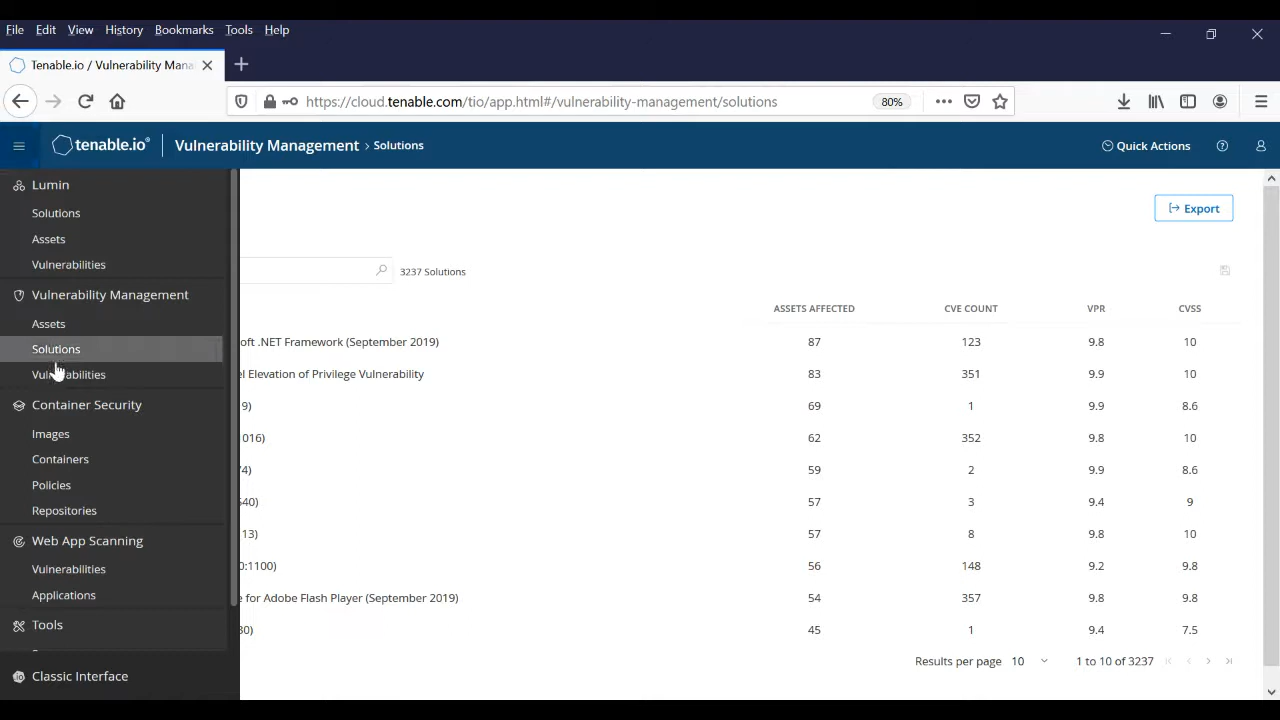 File Edit View History Bookmarks Tools Help
Tenable.io / Vulnerability Mana
https://cloud.tenable.com/tio/app.html#/vulnerability-management/solutions 80%
tenable.io® Vulnerability Management › Solutions Quick Actions
Lumin
Solutions
Assets
Vulnerabilities
Vulnerability Management
Assets
Solutions
Vulnerabilities
Container Security
Images
Containers
Policies
Repositories
Web App Scanning
Vulnerabilities
Applications
Tools
Classic Interface
Export
3237 Solutions
ASSETS AFFECTED CVE COUNT VPR CVSS
oft .NET Framework (September 2019) 87 123 9.8 10
el Elevation of Privilege Vulnerability 83 351 9.9 10
9) 69 1 9.9 8.6
016) 62 352 9.8 10
74) 59 2 9.9 8.6
540) 57 3 9.4 9
13) 57 8 9.8 10
0:1100) 56 148 9.2 9.8
e for Adobe Flash Player (September 2019) 54 357 9.8 9.8
30) 45 1 9.4 7.5
Results per page 10 1 to 10 of 3237